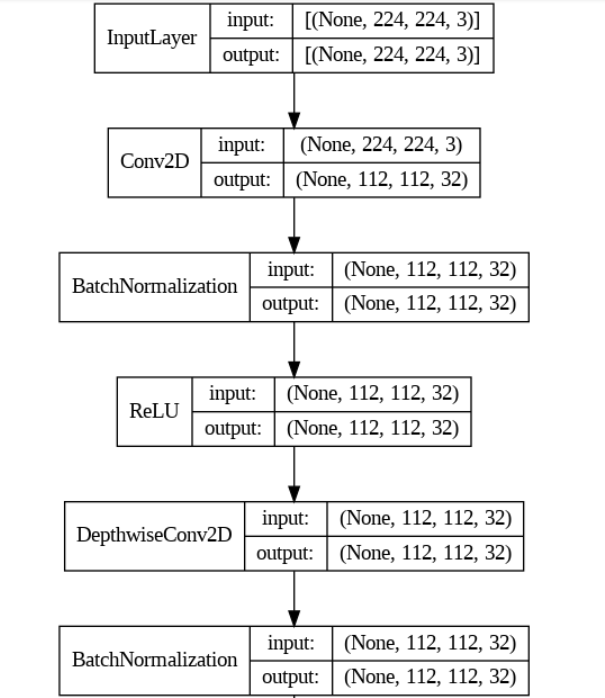 InputLayer
input: [(None, 224, 224, 3)]
output: [(None, 224, 224, 3)]
Conv2D
input: (None, 224, 224, 3)
output: (None, 112, 112, 32)
BatchNormalization
input: (None, 112, 112, 32)
output: (None, 112, 112, 32)
ReLU
input: (None, 112, 112, 32)
output: (None, 112, 112, 32)
DepthwiseConv2D
input: (None, 112, 112, 32)
output: (None, 112, 112, 32)
BatchNormalization
input: (None, 112, 112, 32)
output: (None, 112, 112, 32)